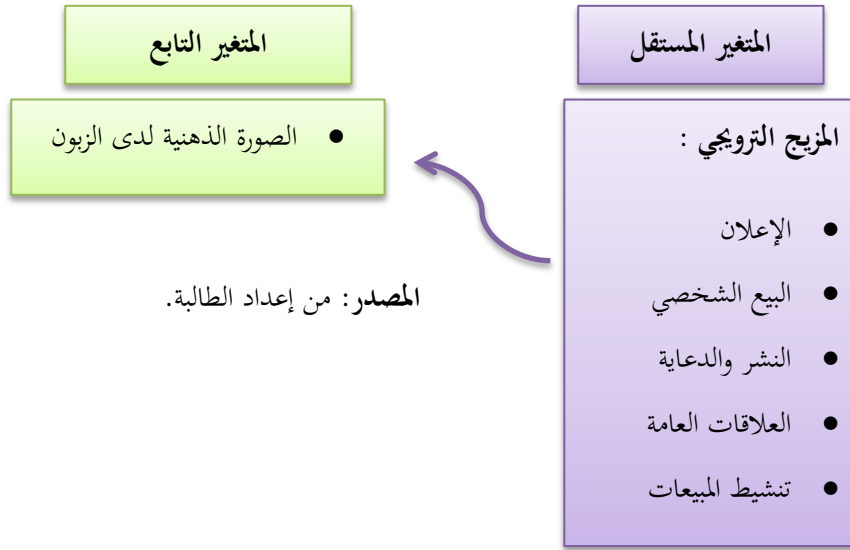 المتغير المستقل
المتغير التابع
المزيج الترويجي :
● الإعلان
● البيع الشخصي
● النشر والدعاية
● العلاقات العامة
● تنشيط المبيعات
● الصورة الذهنية لدى الزبون
المصدر: من إعداد الطالبة.